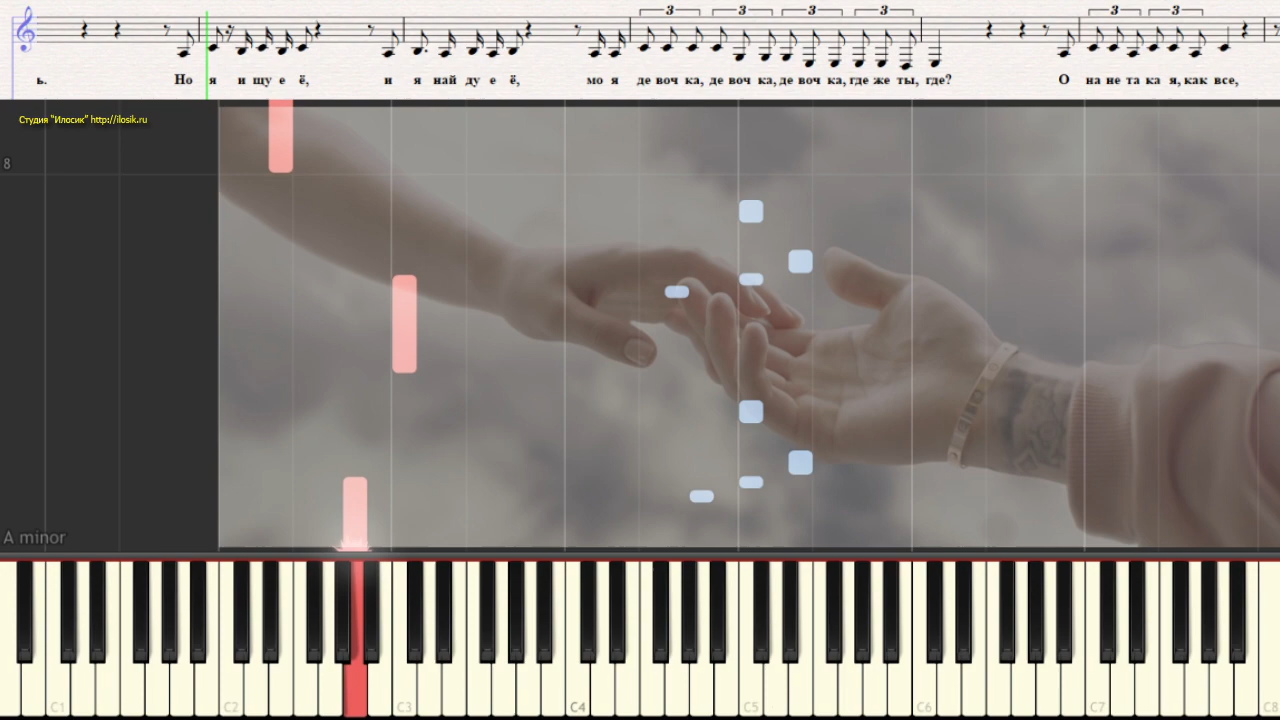 3 3 3 3 3 3
ь. Но я и щу е ё, и я най ду е ё, мо я де воч ка, де воч ка, де воч ка, где же ты, где? О на не та ка я, как все,
Студия "Илосик" http://ilosik.ru
8
A minor
C1 C2 C3 C4 C5 C6 C7 C8